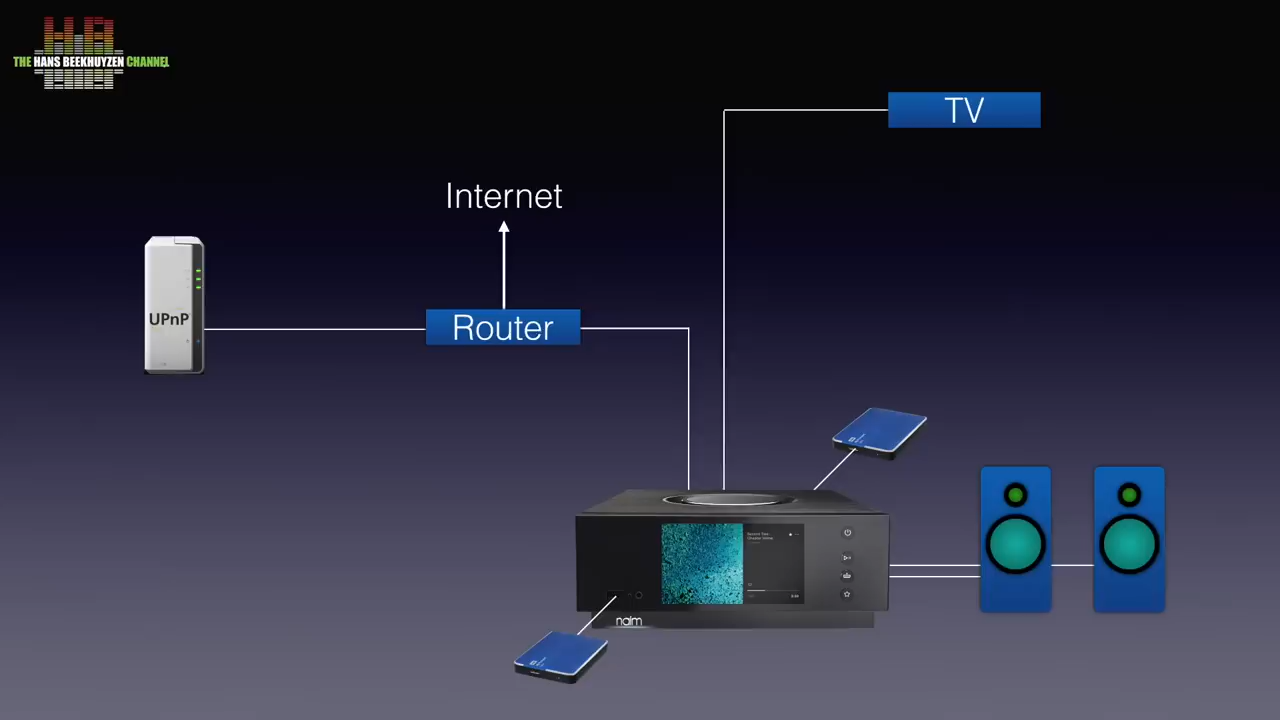 THE HANS BEEKHUYZEN CHANNEL
TV
Internet
UPnP
Router
naim